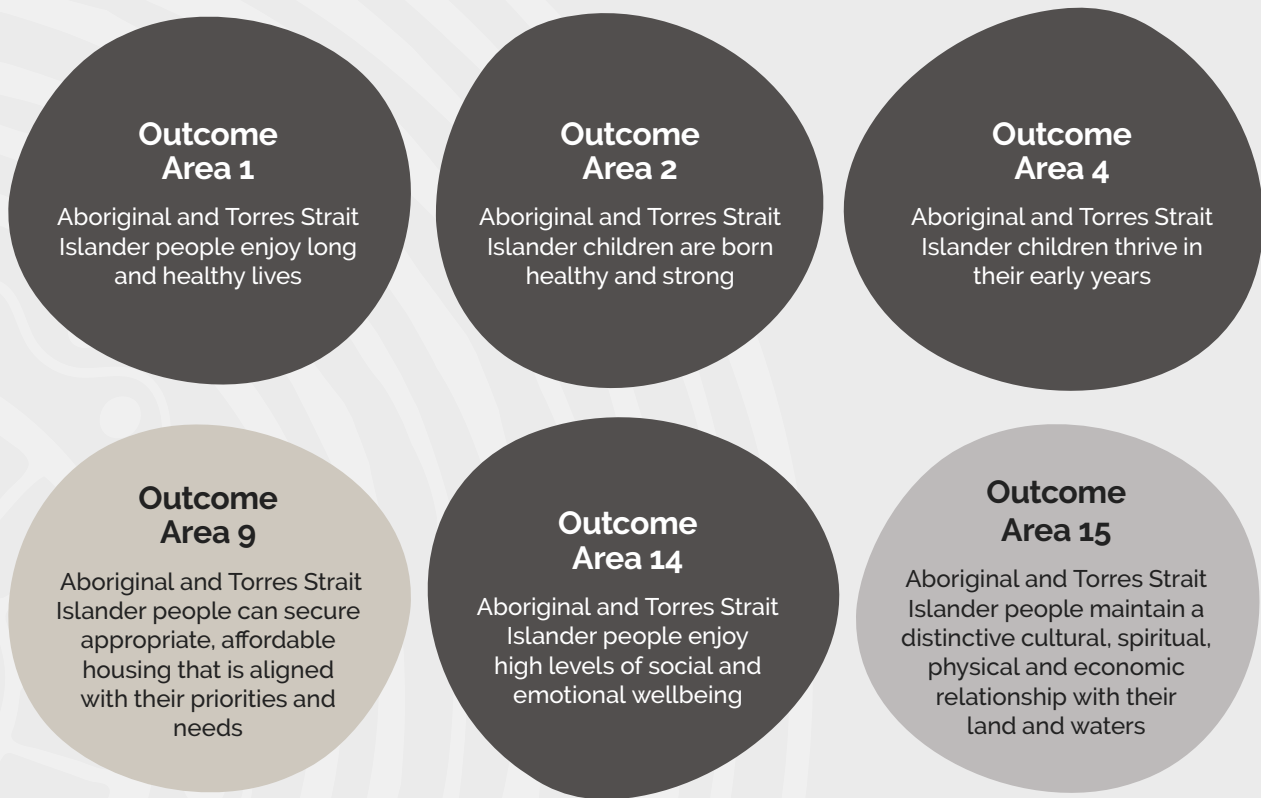 Outcome
Area 1
Aboriginal and Torres Strait
Islander people enjoy long
and healthy lives
Outcome
Area 2
Aboriginal and Torres Strait
Islander children are born
healthy and strong
Outcome
Area 4
Aboriginal and Torres Strait
Islander children thrive in
their early years
Outcome
Area 9
Aboriginal and Torres Strait
Islander people can secure
appropriate, affordable
housing that is aligned
with their priorities and
needs
Outcome
Area 14
Aboriginal and Torres Strait
Islander people enjoy
high levels of social and
emotional wellbeing
Outcome
Area 15
Aboriginal and Torres Strait
Islander people maintain a
distinctive cultural, spiritual,
physical and economic
relationship with their
land and waters